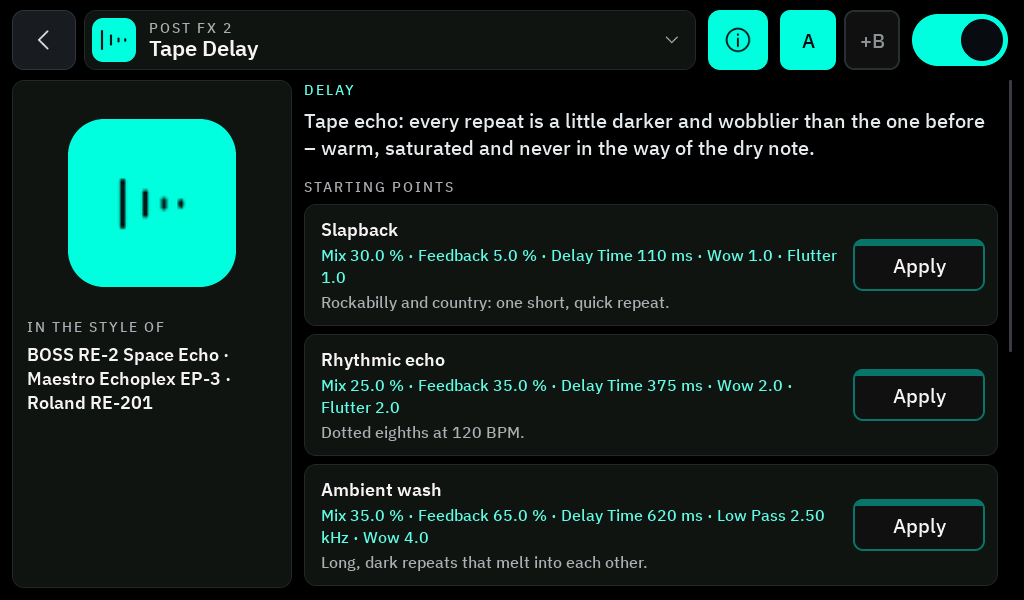 POST FX 2
Tape Delay
A
+B
IN THE STYLE OF
BOSS RE-2 Space Echo ·
Maestro Echoplex EP-3 ·
Roland RE-201
DELAY
Tape echo: every repeat is a little darker and wobblier than the one before
– warm, saturated and never in the way of the dry note.
STARTING POINTS
Slapback
Mix 30.0 % · Feedback 5.0 % · Delay Time 110 ms · Wow 1.0 · Flutter
1.0
Rockabilly and country: one short, quick repeat.
Apply
Rhythmic echo
Mix 25.0 % · Feedback 35.0 % · Delay Time 375 ms · Wow 2.0 ·
Flutter 2.0
Dotted eighths at 120 BPM.
Apply
Ambient wash
Mix 35.0 % · Feedback 65.0 % · Delay Time 620 ms · Low Pass 2.50
kHz · Wow 4.0
Long, dark repeats that melt into each other.
Apply